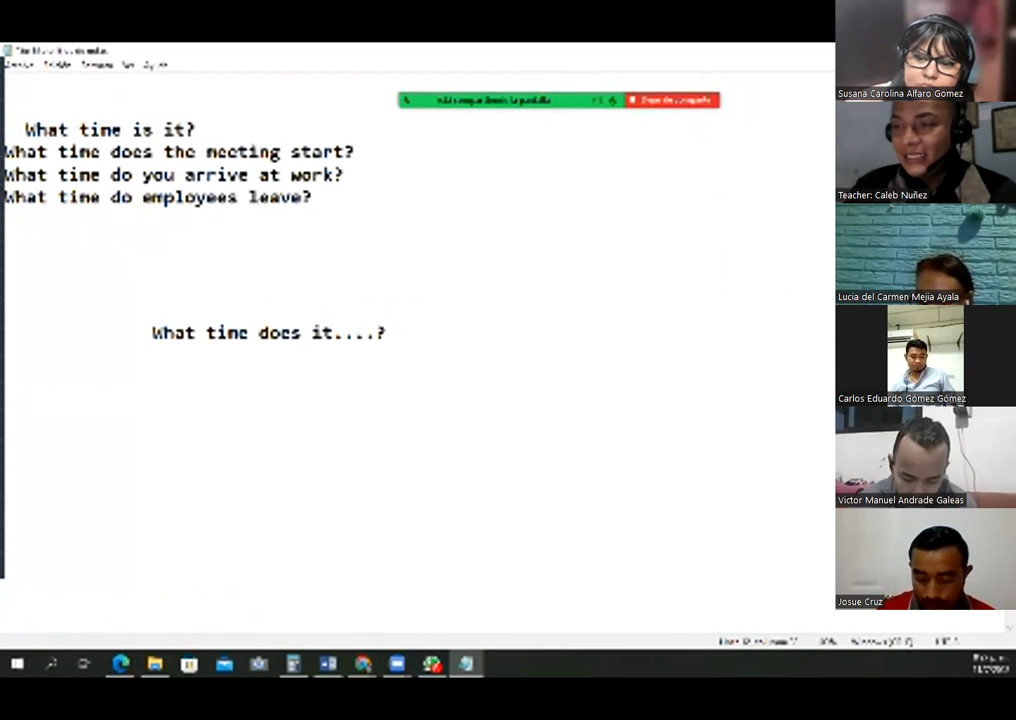 What time is it?
What time does the meeting start?
What time do you arrive at work?
What time do employees leave?
What time does it....?
Susana Carolina Alfaro Gomez
Teacher: Caleb Nuñez
Lucia del Carmen Mejia Ayala
Carlos Eduardo Gómez Gómez
Victor Manuel Andrade Galeas
Josue Cruz